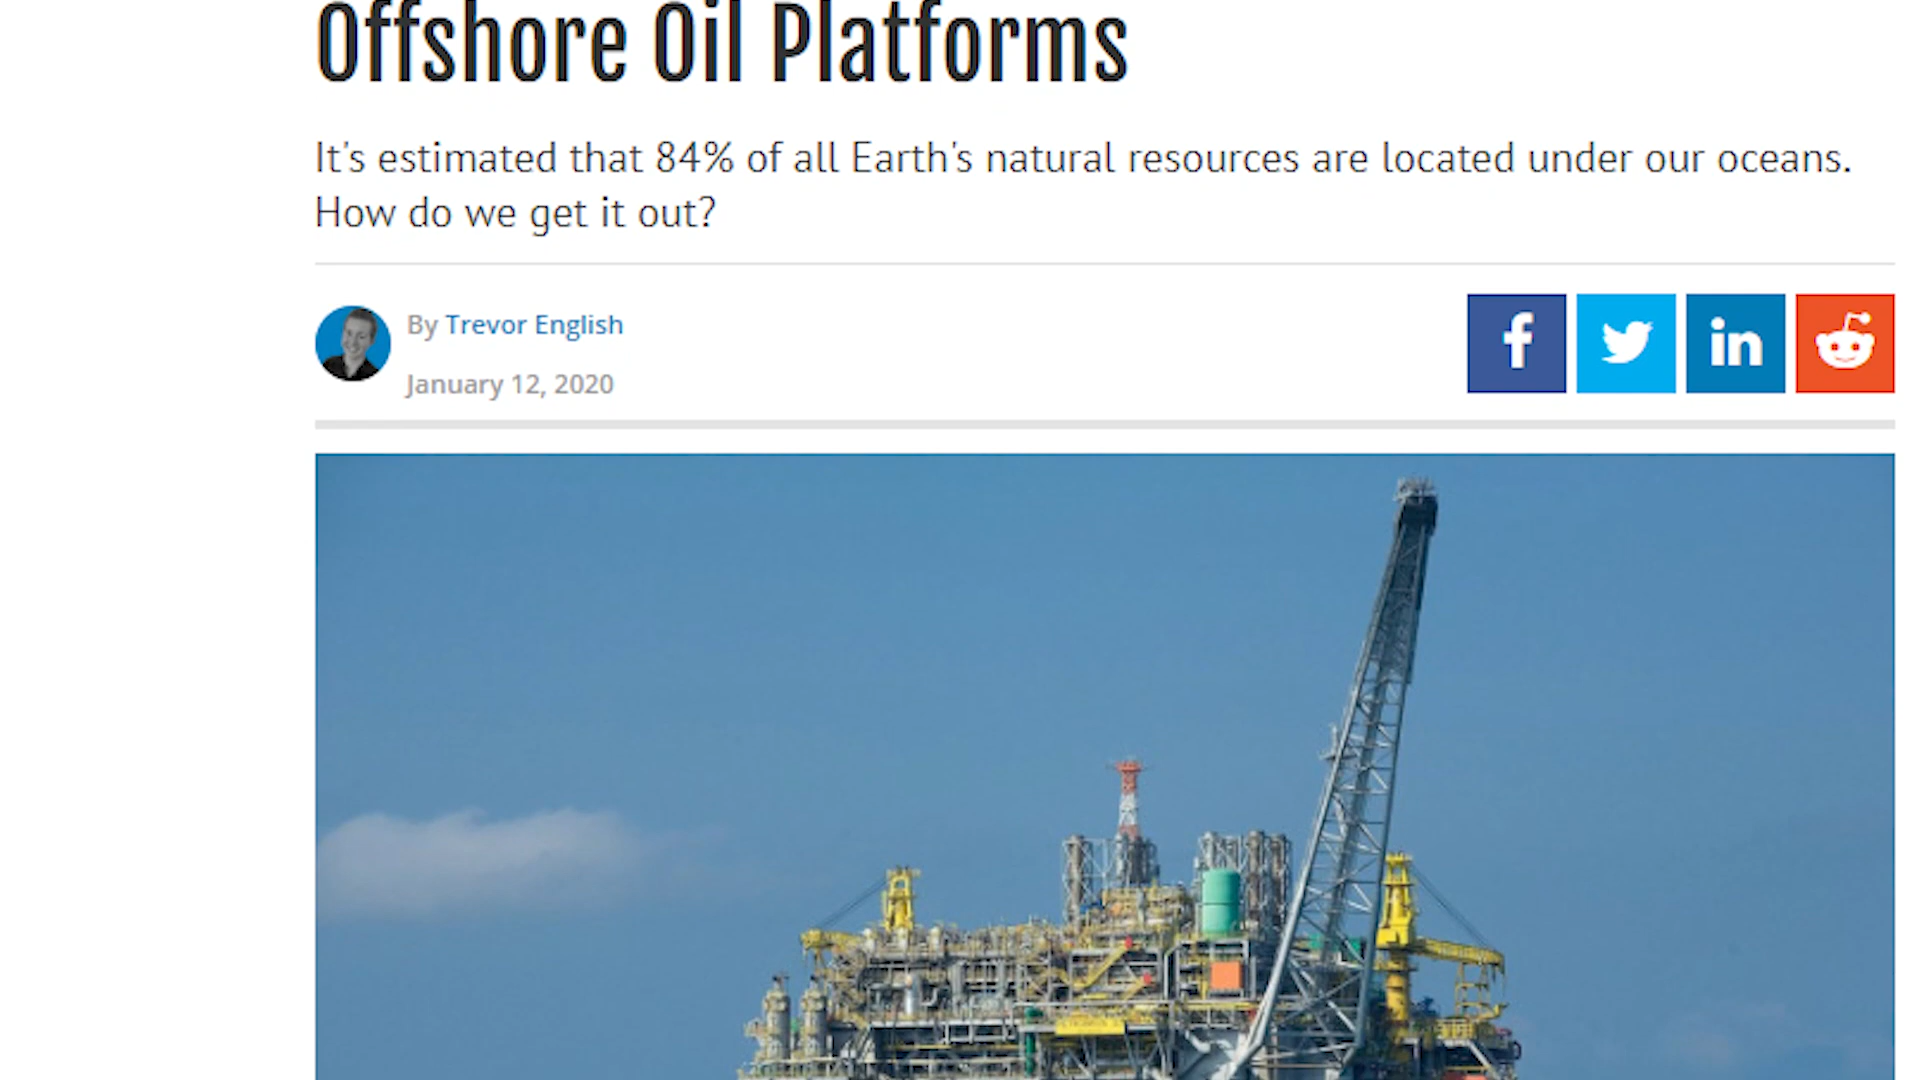 Offshore Oil Platforms
It's estimated that 84% of all Earth's natural resources are located under our oceans.
How do we get it out?
By Trevor English
January 12, 2020